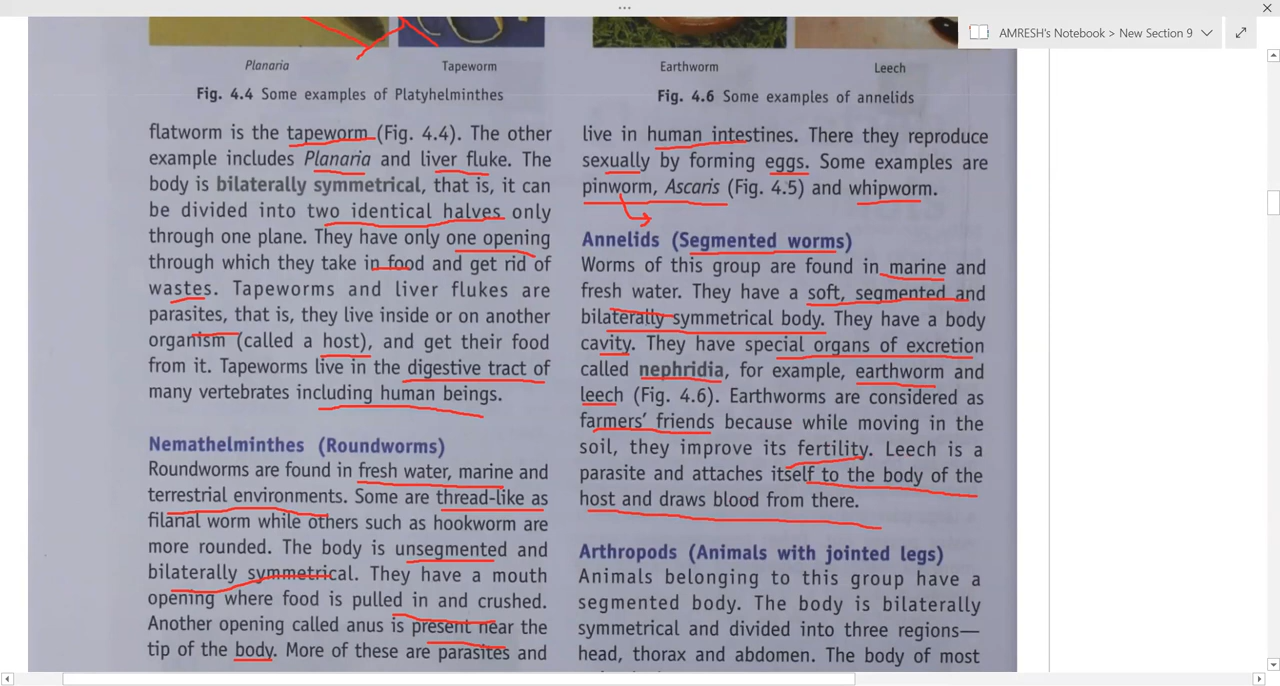 AMRESH's Notebook > New Section 9
Planaria
Tapeworm
Fig. 4.4 Some examples of Platyhelminthes
flatworm is the tapeworm (Fig. 4.4). The other
example includes Planaria and liver fluke. The
body is bilaterally symmetrical, that is, it can
be divided into two identical halves only
through one plane. They have only one opening
through which they take in food and get rid of
wastes. Tapeworms and liver flukes are
parasites, that is, they live inside or on another
organism (called a host), and get their food
from it. Tapeworms live in the digestive tract of
many vertebrates including human beings.
Nemathelminthes (Roundworms)
Roundworms are found in fresh water, marine and
terrestrial environments. Some are thread-like as
filarial worm while others such as hookworm are
more rounded. The body is unsegmented and
bilaterally symmetrical. They have a mouth
opening where food is pulled in and crushed.
Another opening called anus is present near the
tip of the body. More of these are parasites and
Earthworm
Leech
Fig. 4.6 Some examples of annelids
live in human intestines. There they reproduce
sexually by forming eggs. Some examples are
pinworm, Ascaris (Fig. 4.5) and whipworm.
Annelids (Segmented worms)
Worms of this group are found in marine and
fresh water. They have a soft, segmented and
bilaterally symmetrical body. They have a body
cavity. They have special organs of excretion
called nephridia, for example, earthworm and
leech (Fig. 4.6). Earthworms are considered as
farmers' friends because while moving in the
soil, they improve its fertility. Leech is a
parasite and attaches itself to the body of the
host and draws blood from there.
Arthropods (Animals with jointed legs)
Animals belonging to this group have a
segmented body. The body is bilaterally
symmetrical and divided into three regions—
head, thorax and abdomen. The body of most